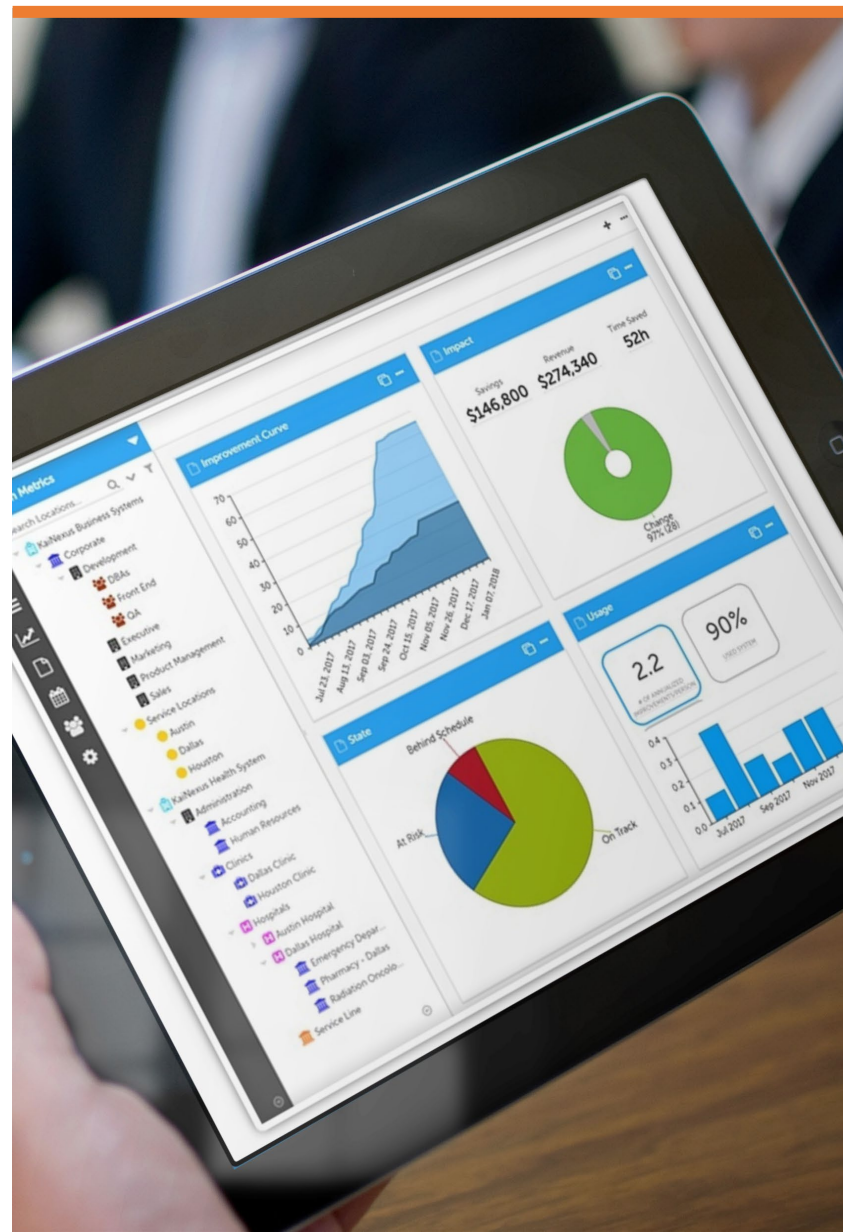 Metrics
earch Locations...
KaiNexus Business Systems
Corporate
Development
DBAs
Front End
QA
Executive
Marketing
Product Management
Sales
Service Locations
Austin
Dallas
Houston
KaiNexus Health System
Administration
Accounting
Human Resources
Clinics
Dallas Clinic
Houston Clinic
Hospitals
Austin Hospital
Dallas Hospital
Emergency Depar...
Pharmacy - Dallas
Radiation Oncolo...
Service Line
Improvement Curve
70
60
50
40
30
20
10
0
Jul 23, 2017
Aug 13, 2017
Sep 03, 2017
Sep 24, 2017
Oct 15, 2017
Nov 05, 2017
Nov 26, 2017
Dec 17, 2017
Jan 07, 2018
Impact
Savings
$146,800
Revenue
$274,340
Time Saved
52h
Change
97% (28)
State
Behind Schedule
At Risk
On Track
Usage
2.2
# OF ANNUALIZED
IMPROVEMENTS/PERSON
90%
USED SYSTEM
0.4
0.3
0.2
0.1
0.0
Jul 2017
Sep 2017
Nov 2017